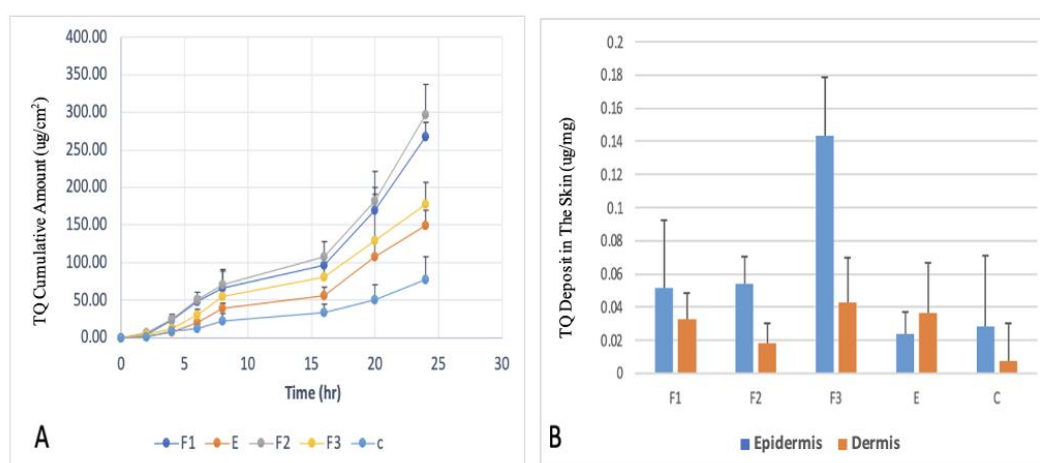 400.00
350.00
300.00
250.00
200.00
150.00
100.00
50.00
0.00
TQ Cumulative Amount (ug/cm²)
0 5 10 15 20 25 30
Time (hr)
A
F1 E F2 F3 c
0.2
0.18
0.16
0.14
0.12
0.1
0.08
0.06
0.04
0.02
0
TQ Deposit in The Skin (ug/mg)
F1 F2 F3 E C
B
Epidermis Dermis